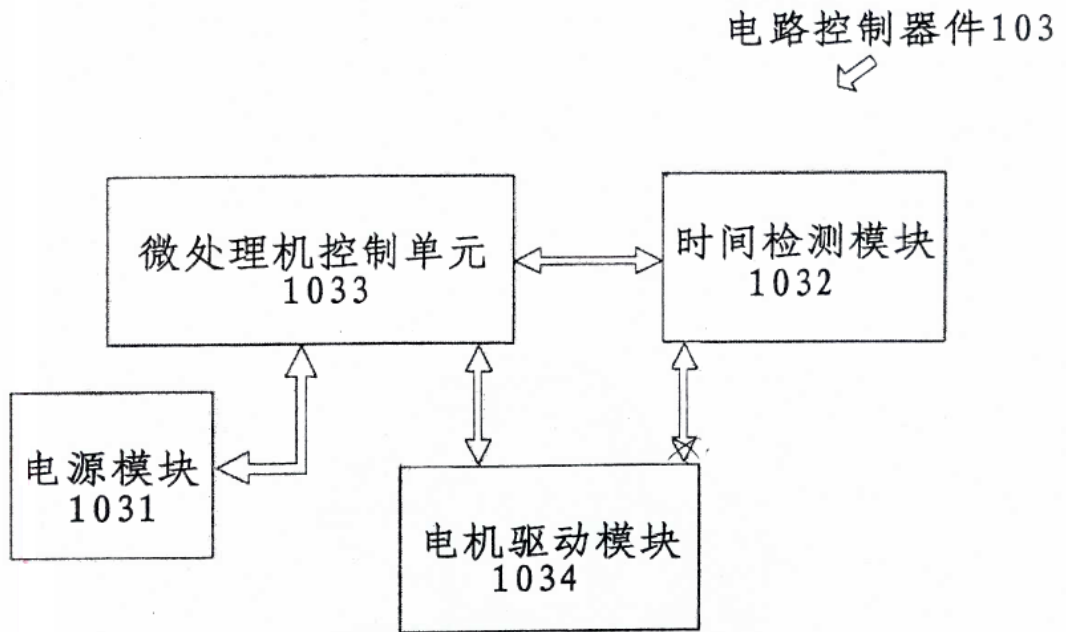 电路控制器件103
微处理机控制单元
1033
时间检测模块
1032
电源模块
1031
电机驱动模块
1034